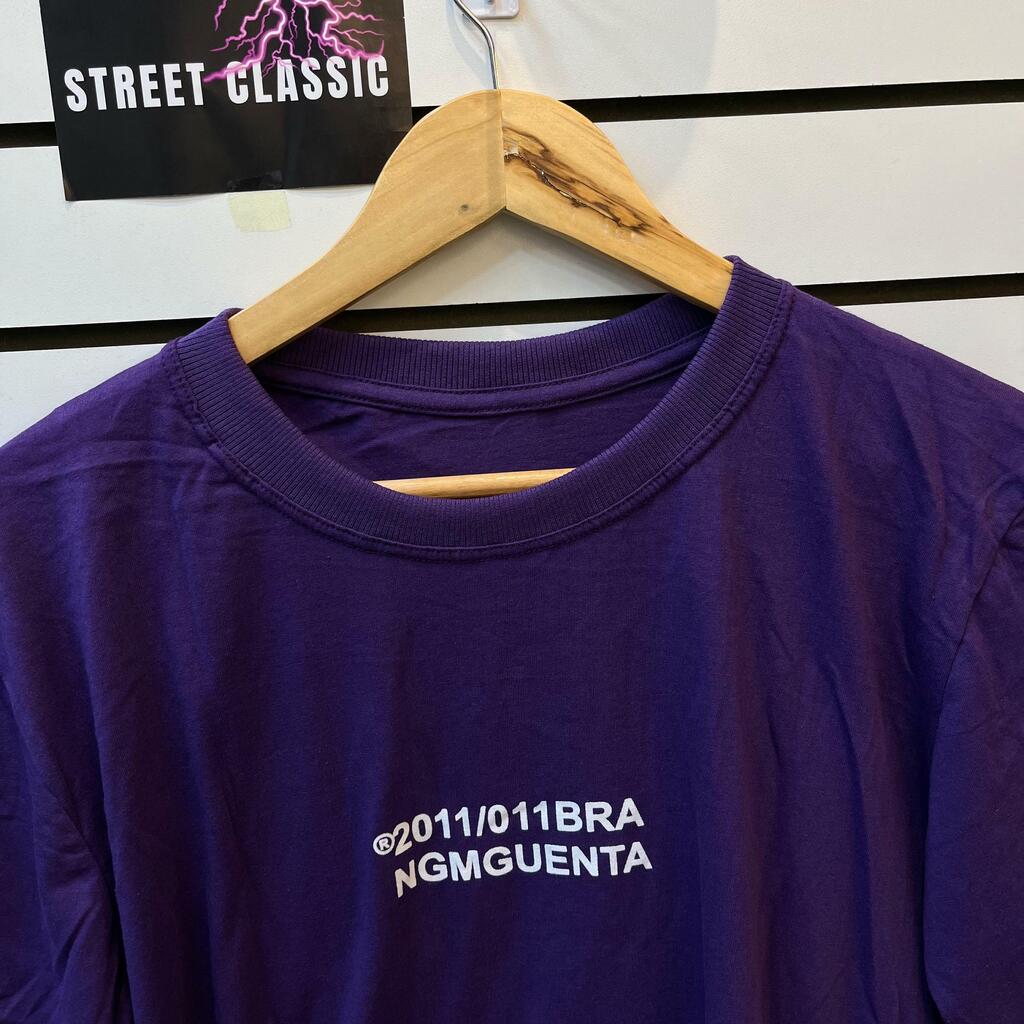 STREET CLASSIC
®2011/011BRA
NGMGUENTA